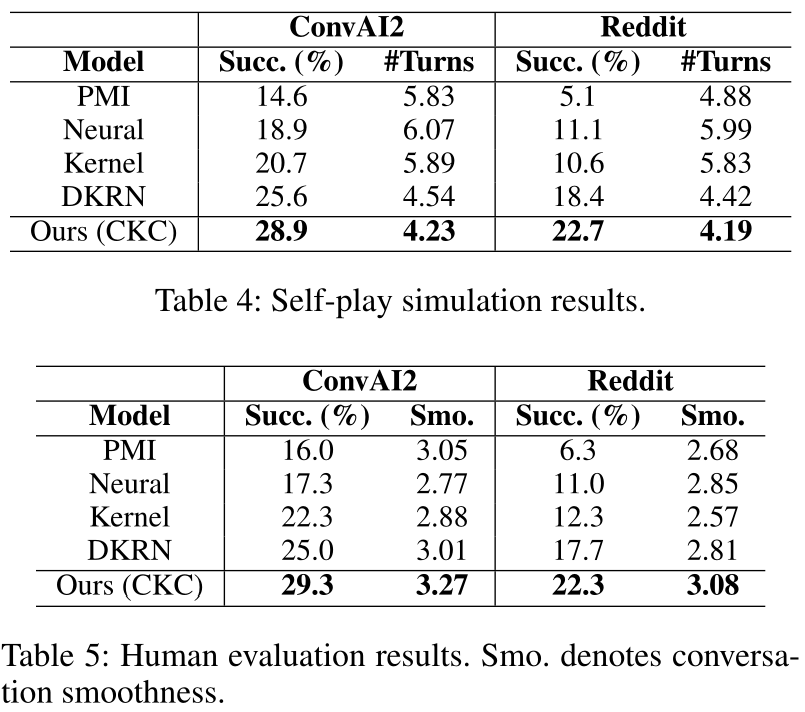 ConvAI2 Reddit
Model Succ. (%) #Turns Succ. (%) #Turns
PMI 14.6 5.83 5.1 4.88
Neural 18.9 6.07 11.1 5.99
Kernel 20.7 5.89 10.6 5.83
DKRN 25.6 4.54 18.4 4.42
Ours (CKC) 28.9 4.23 22.7 4.19
Table 4: Self-play simulation results.
ConvAI2 Reddit
Model Succ. (%) Smo. Succ. (%) Smo.
PMI 16.0 3.05 6.3 2.68
Neural 17.3 2.77 11.0 2.85
Kernel 22.3 2.88 12.3 2.57
DKRN 25.0 3.01 17.7 2.81
Ours (CKC) 29.3 3.27 22.3 3.08
Table 5: Human evaluation results. Smo. denotes conversa-
tion smoothness.